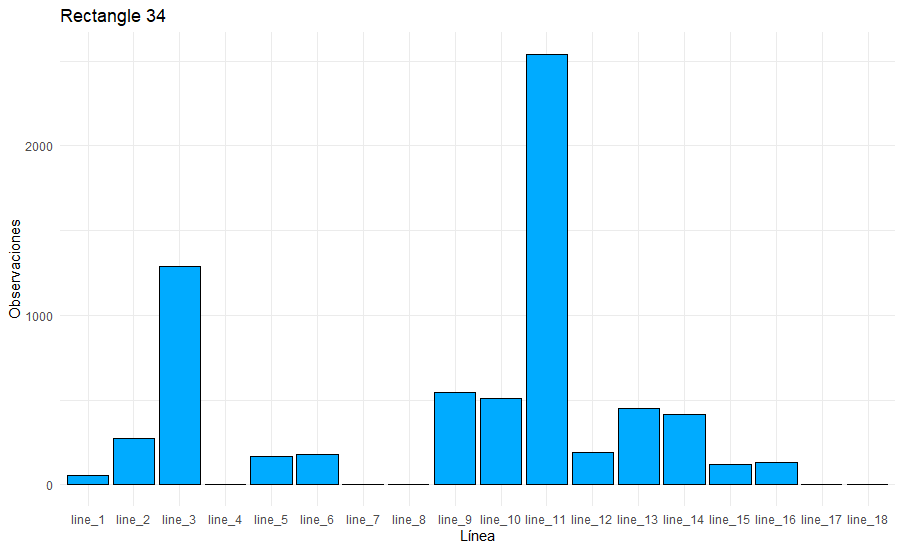 Rectangle 34
Observaciones
2000
1000
0
line_1 line_2 line_3 line_4 line_5 line_6 line_7 line_8 line_9 line_10 line_11 line_12 line_13 line_14 line_15 line_16 line_17 line_18
Línea